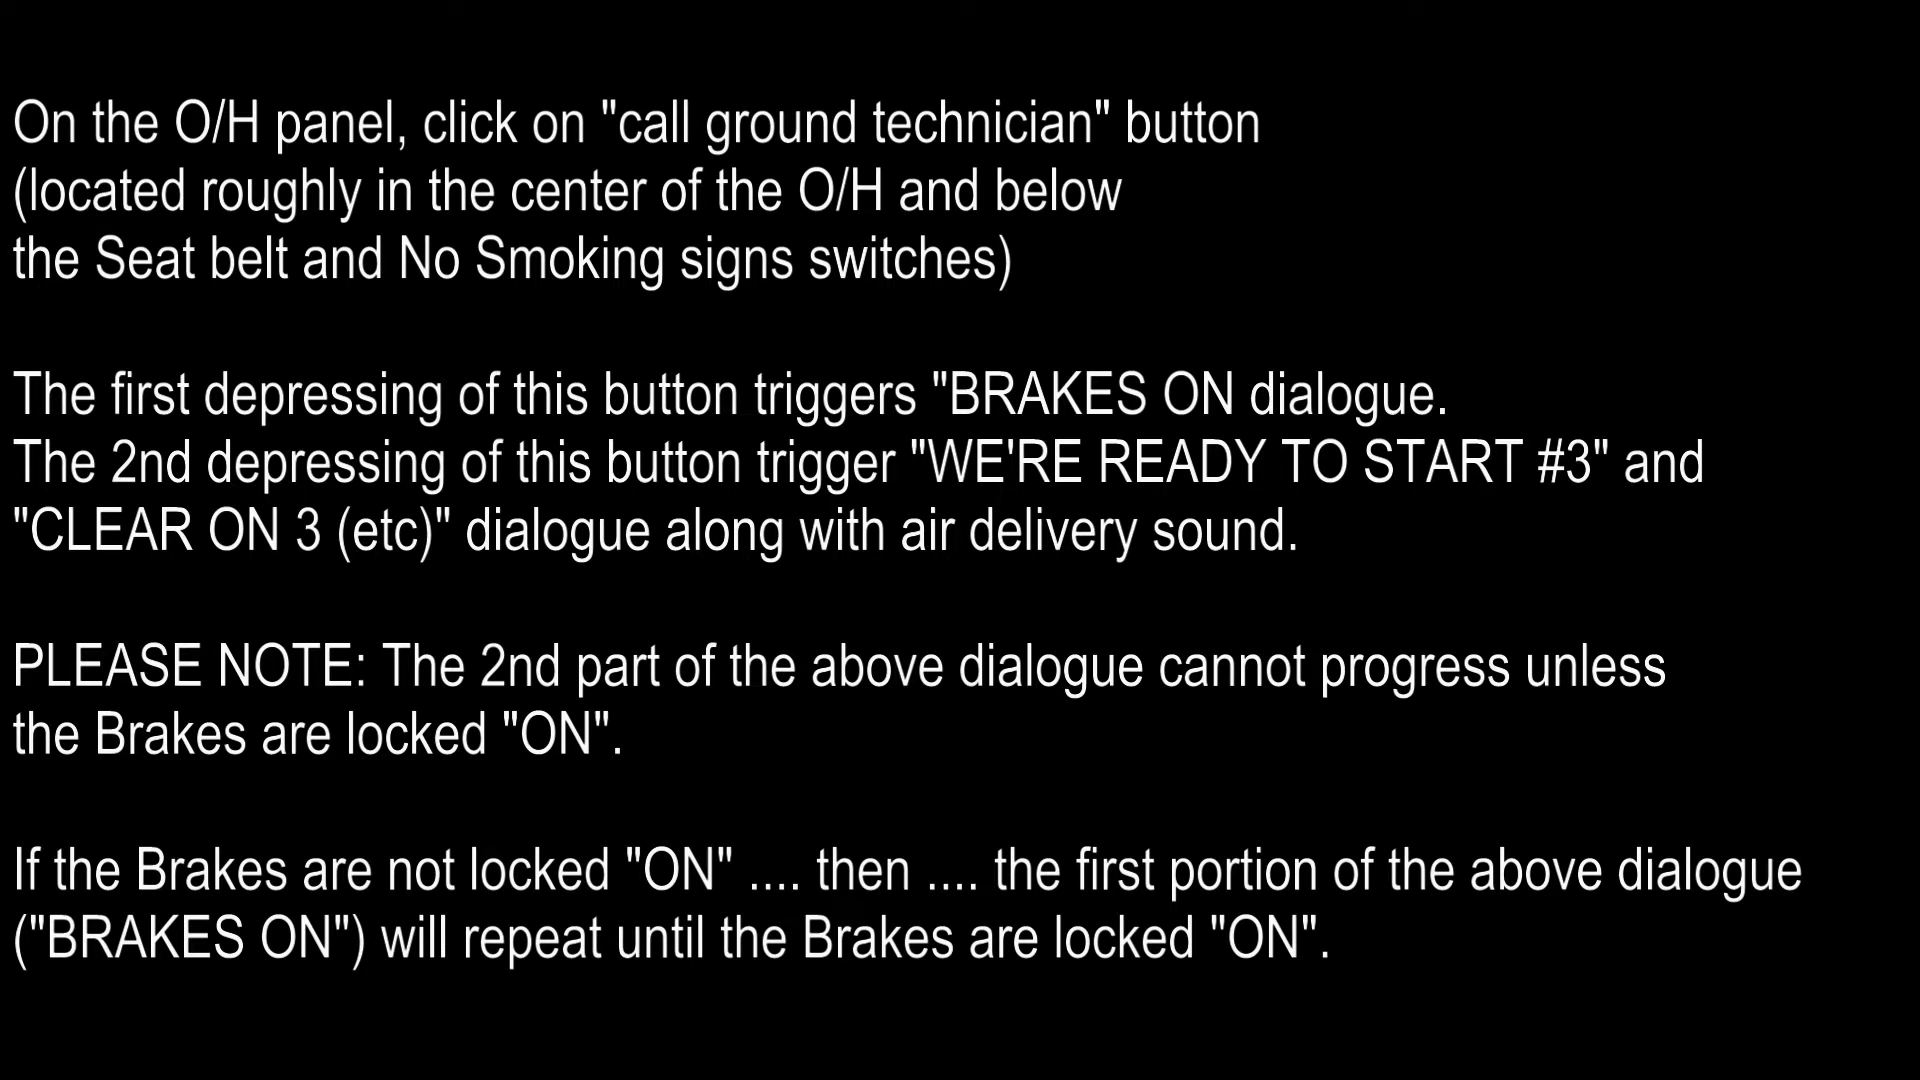 On the O/H panel, click on "call ground technician" button
(located roughly in the center of the O/H and below
the Seat belt and No Smoking signs switches)
The first depressing of this button triggers "BRAKES ON dialogue.
The 2nd depressing of this button trigger "WE'RE READY TO START #3" and
"CLEAR ON 3 (etc)" dialogue along with air delivery sound.
PLEASE NOTE: The 2nd part of the above dialogue cannot progress unless
the Brakes are locked "ON".
If the Brakes are not locked "ON" .... then .... the first portion of the above dialogue
("BRAKES ON") will repeat until the Brakes are locked "ON".